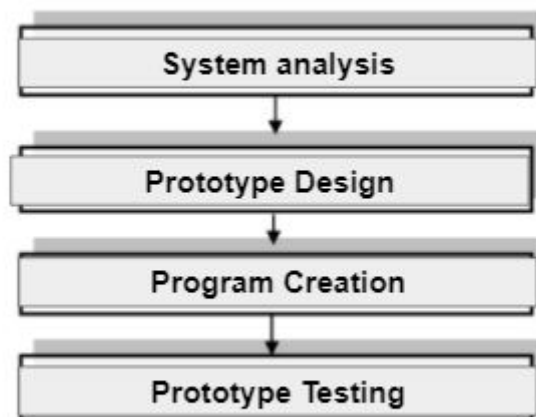 System analysis
Prototype Design
Program Creation
Prototype Testing